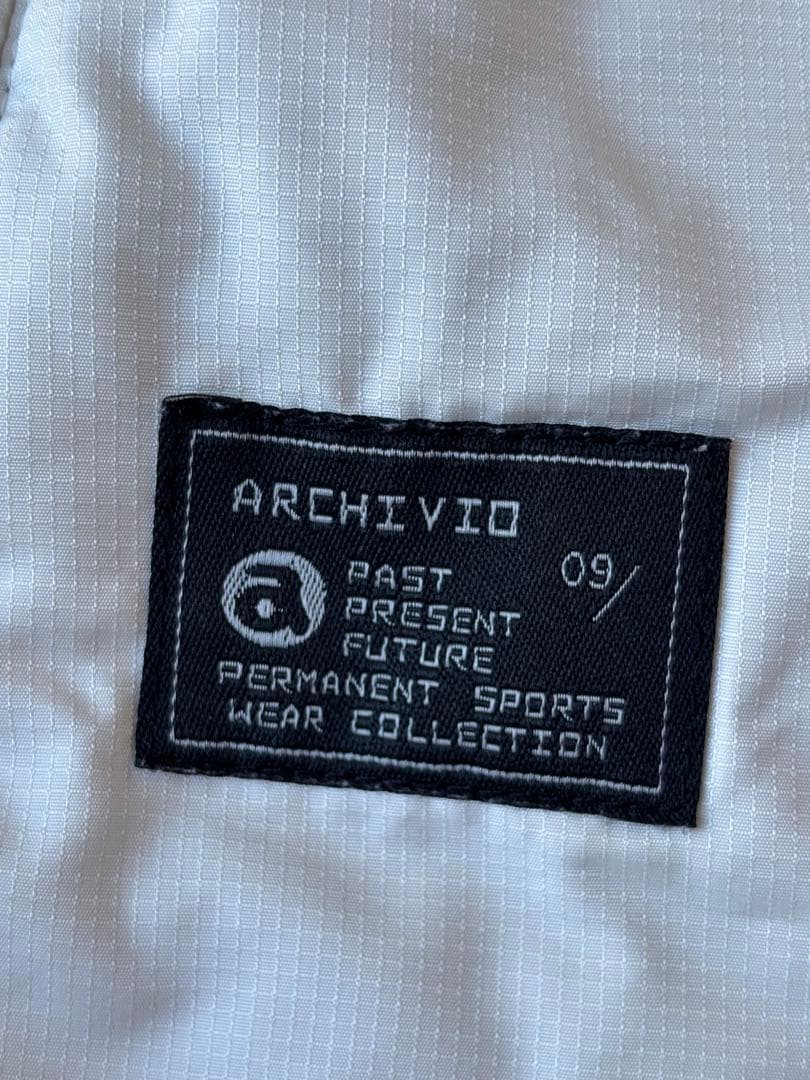 ARCHIVIO
09/
a
PAST
PRESENT
FUTURE
PERMANENT SPORTS
WEAR COLLECTION